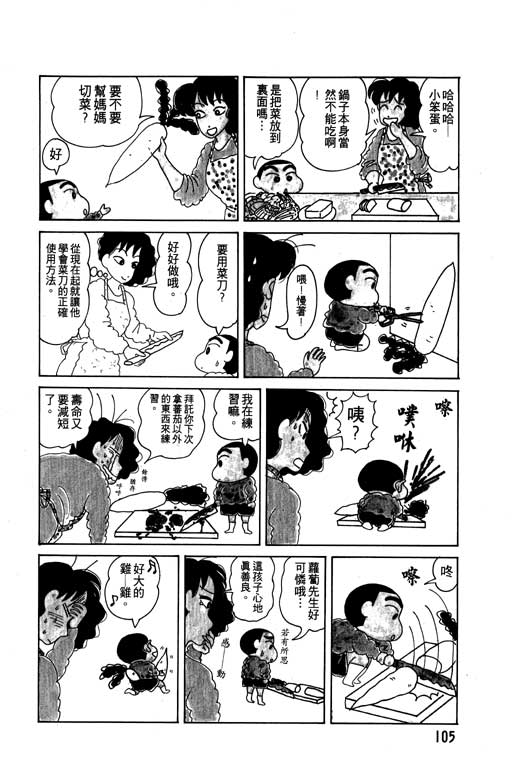 哈哈哈——
小笨蛋。
鍋子本身當
然不能吃啊
！
是把菜放到
裏面嗎…
要不要
幫媽媽
切菜？
好
喂！慢著！
要用菜刀？
好好做哦。
從現在起就讓他
學會菜刀的正確
使用方法。
嚓
噗咻
咦？
我在練
習嘛。
拜託你下次
拿蕃茄以外
的東西來練
習。
壽命又
要減短
了。
咚
嚓
蘿蔔先生好
可憐哦…
若有所思
這孩子心地
真善良。
感動
好大的
雞雞。
105